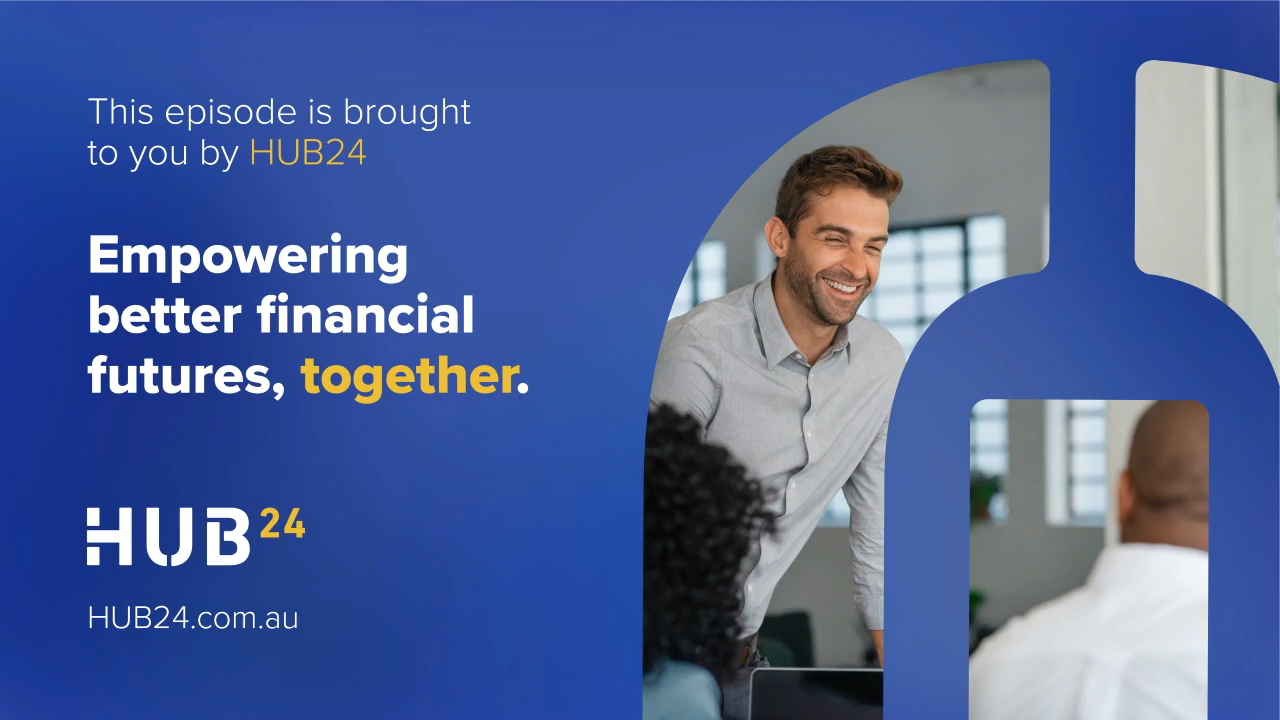 This episode is brought
to you by HUB24
Empowering
better financial
futures, together.
HUB24
HUB24.com.au